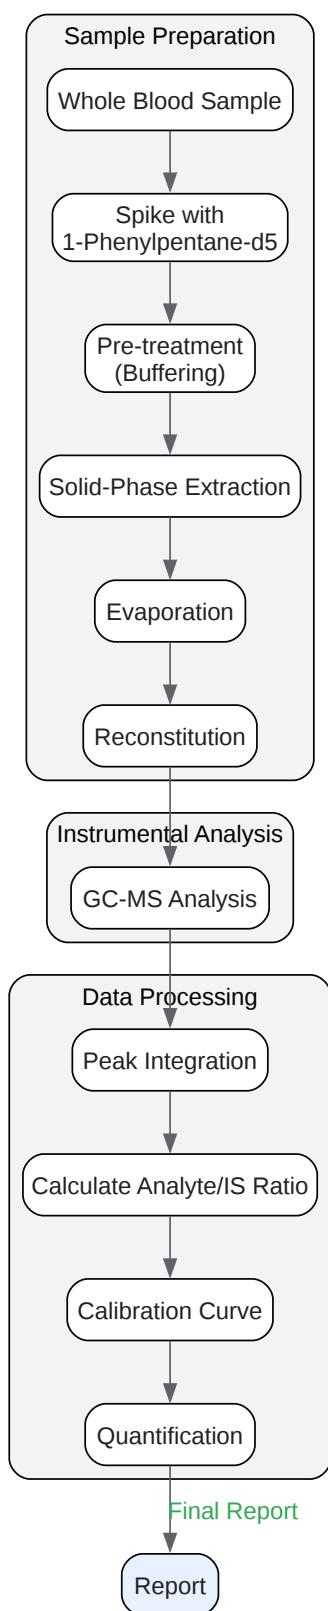 Sample Preparation
Whole Blood Sample
Spike with
1-Phenylpentane-d5
Pre-treatment
(Buffering)
Solid-Phase Extraction
Evaporation
Reconstitution
Instrumental Analysis
GC-MS Analysis
Data Processing
Peak Integration
Calculate Analyte/IS Ratio
Calibration Curve
Quantification
Final Report
Report